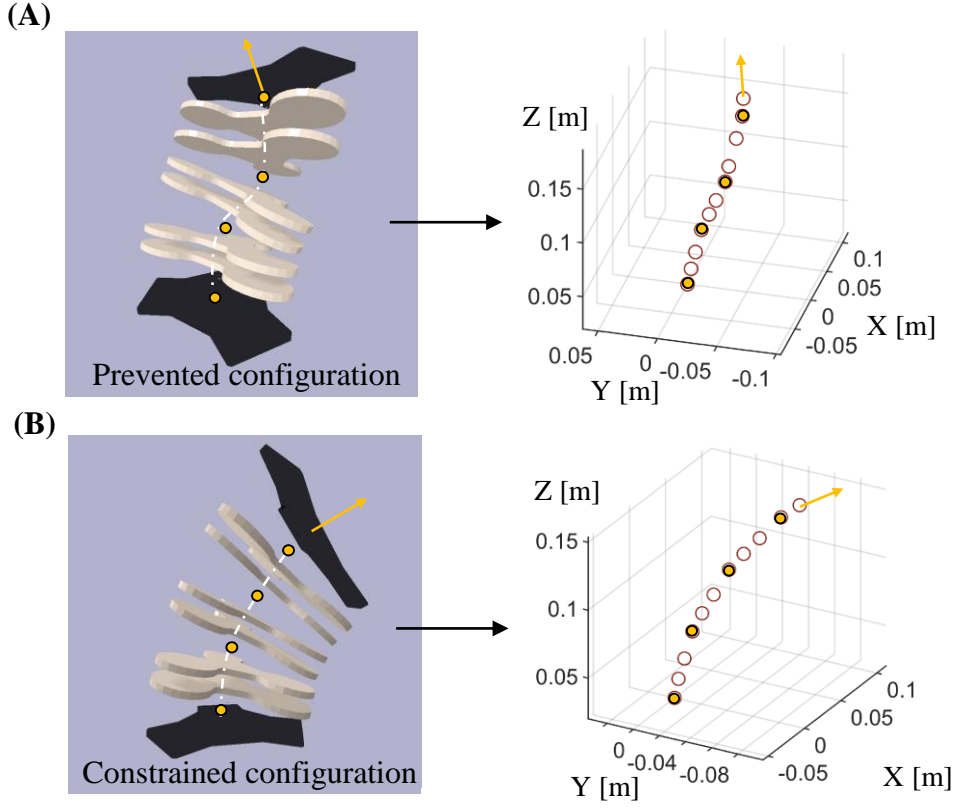 (A)
Prevented configuration
Z [m]
0.15
0.1
0.05
0.05
0
-0.05
-0.1
Y [m]
0.1
0.05
0
-0.05
X [m]
(B)
Constrained configuration
Z [m]
0.15
0.1
0.05
0
-0.04
-0.08
Y [m]
0.1
0.05
0
-0.05
X [m]